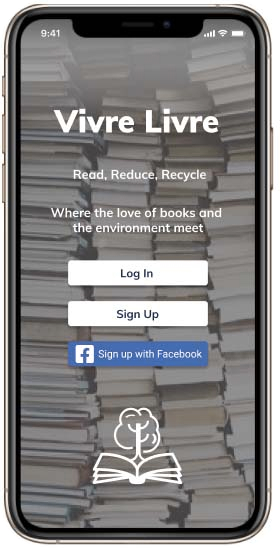 9:41
Vivre Livre
Read, Reduce, Recycle
Where the love of books and
the environment meet
Log In
Sign Up
Sign up with Facebook